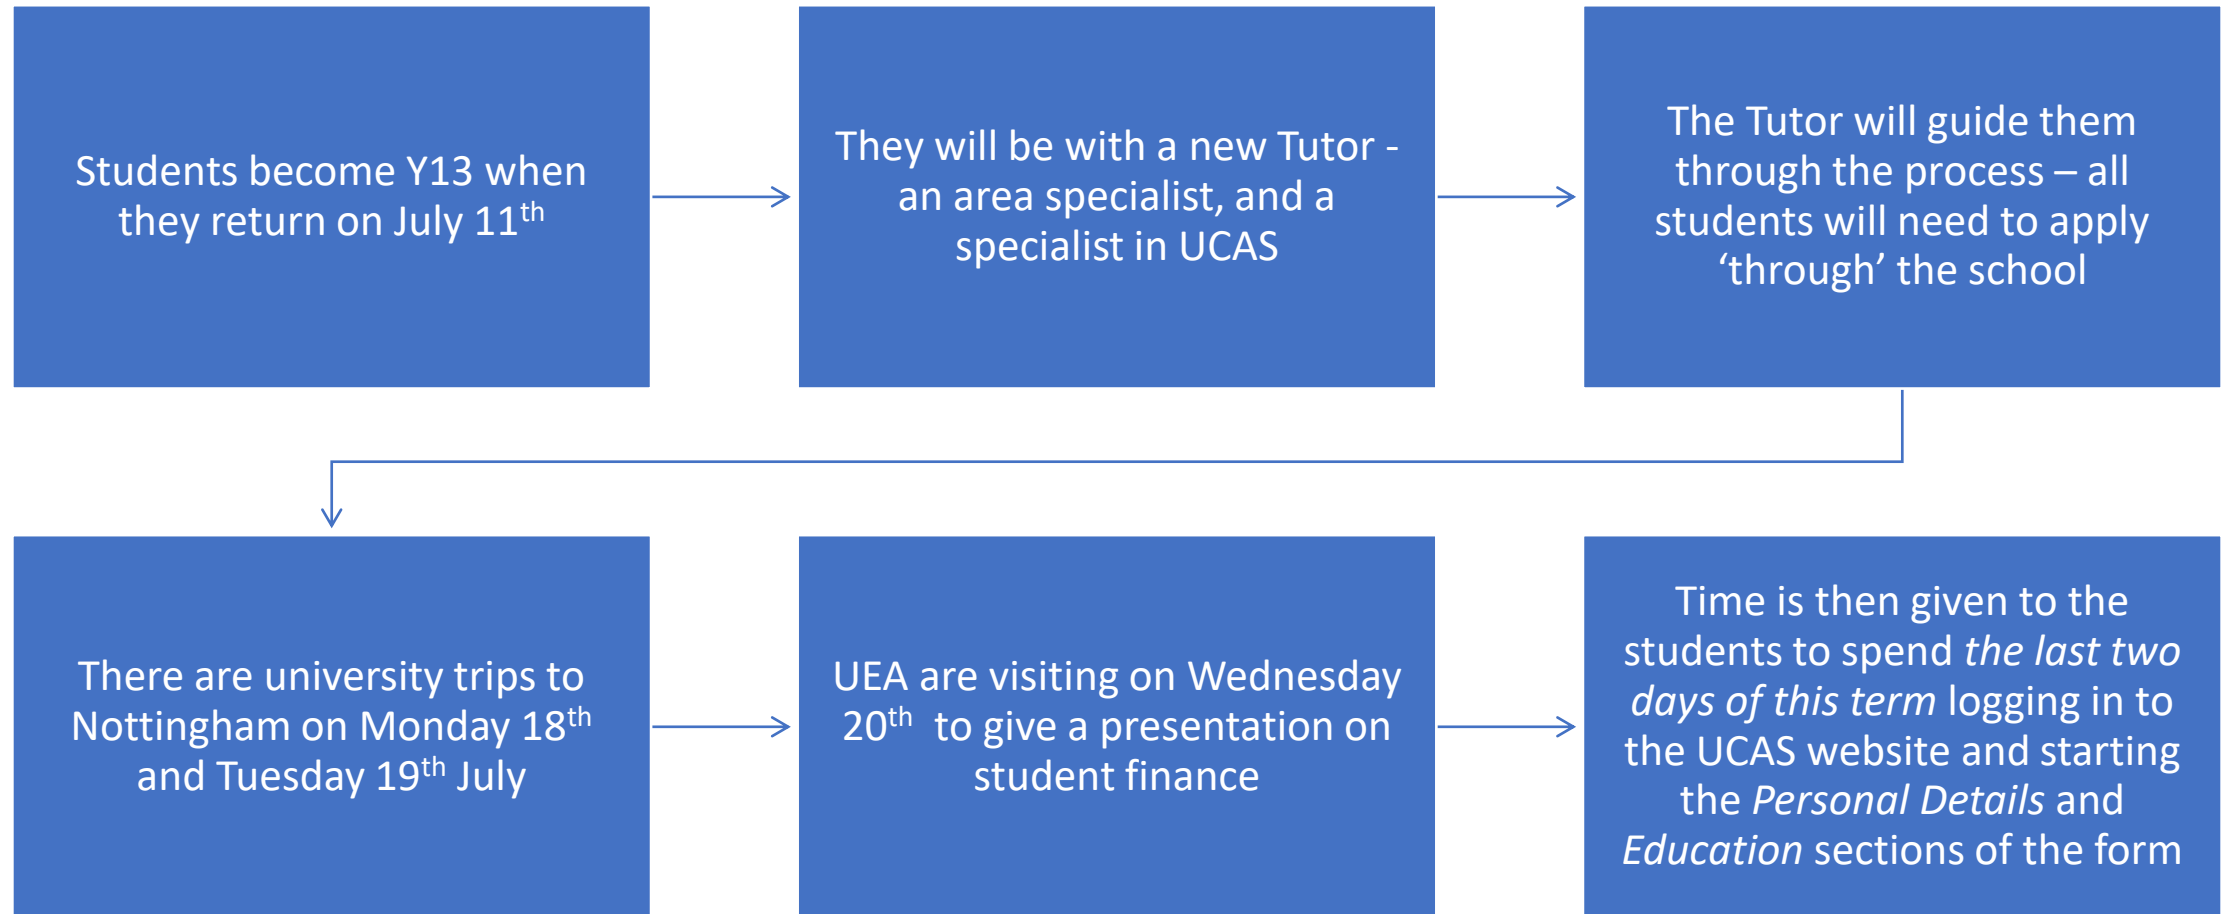 Students become Y13 when
they return on July 11th
They will be with a new Tutor -
an area specialist, and a
specialist in UCAS
The Tutor will guide them
through the process – all
students will need to apply
‘through’ the school
There are university trips to
Nottingham on Monday 18th
and Tuesday 19th July
UEA are visiting on Wednesday
20th  to give a presentation on
student finance
Time is then given to the
students to spend the last two
days of this term logging in to
the UCAS website and starting
the Personal Details and
Education sections of the form